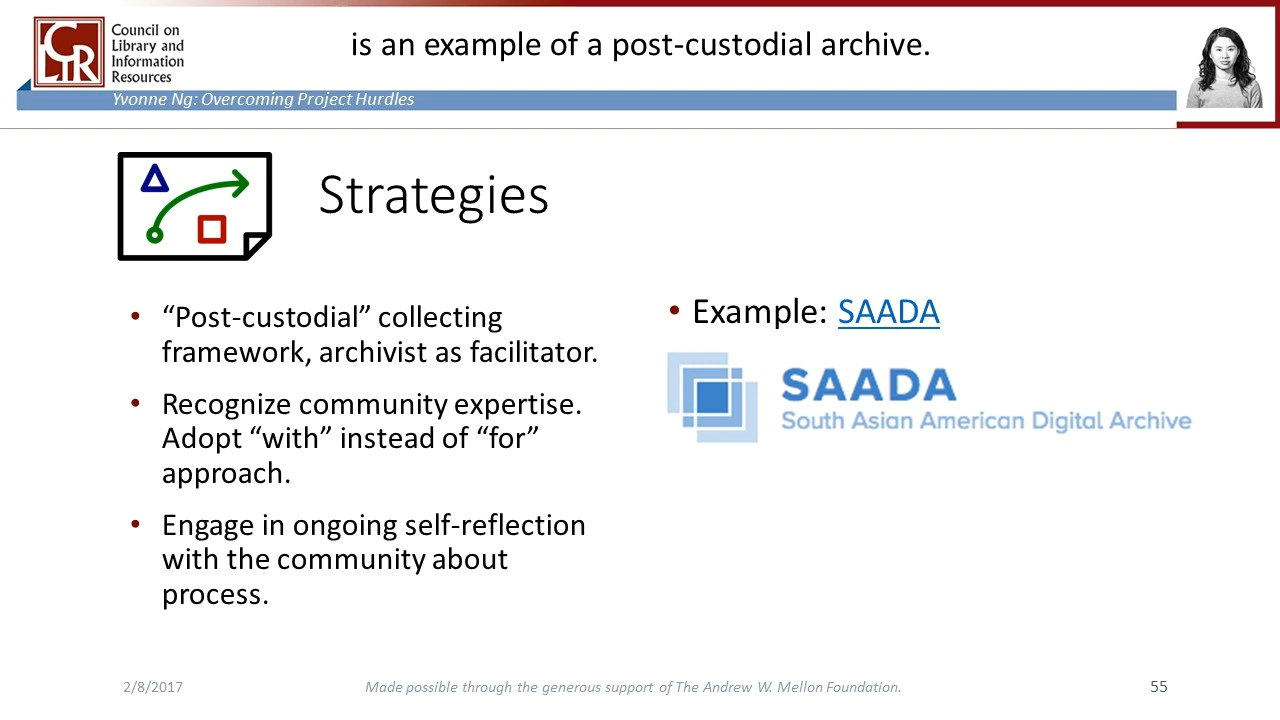 CLIR
Council on
Library and
Information
Resources
is an example of a post-custodial archive.
Yvonne Ng: Overcoming Project Hurdles
Strategies
• “Post-custodial” collecting
framework, archivist as facilitator.
• Recognize community expertise.
Adopt “with” instead of “for”
approach.
• Engage in ongoing self-reflection
with the community about
process.
• Example: SAADA
SAADA
South Asian American Digital Archive
2/8/2017
Made possible through the generous support of The Andrew W. Mellon Foundation.
55